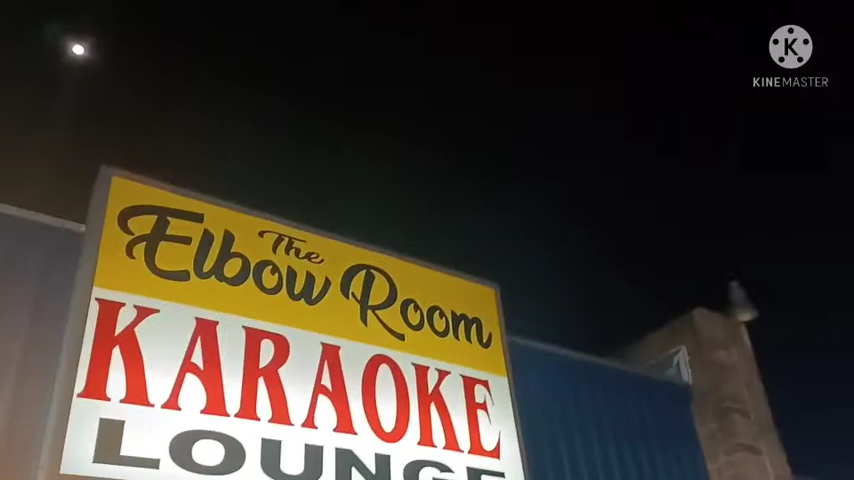 K
KINEMASTER
The
Elbow Room
KARAOKE
LOUNGE